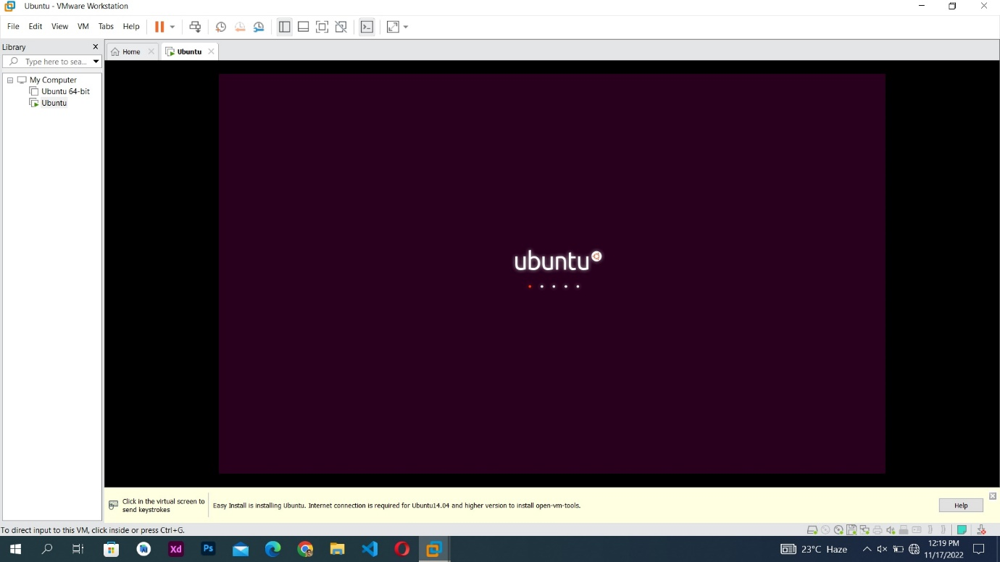 Ubuntu - VMware Workstation
File Edit View VM Tabs Help
Library
Home
Ubuntu
Type here to sea...
My Computer
Ubuntu 64-bit
Ubuntu
ubuntu
Click in the virtual screen to
send keystrokes
Easy Install is installing Ubuntu. Internet connection is required for Ubuntu14.04 and higher version to install open-vm-tools.
Help
To direct input to this VM, click inside or press Ctrl+G.
Xd
Ps
23°C Haze
12:19 PM
11/17/2022